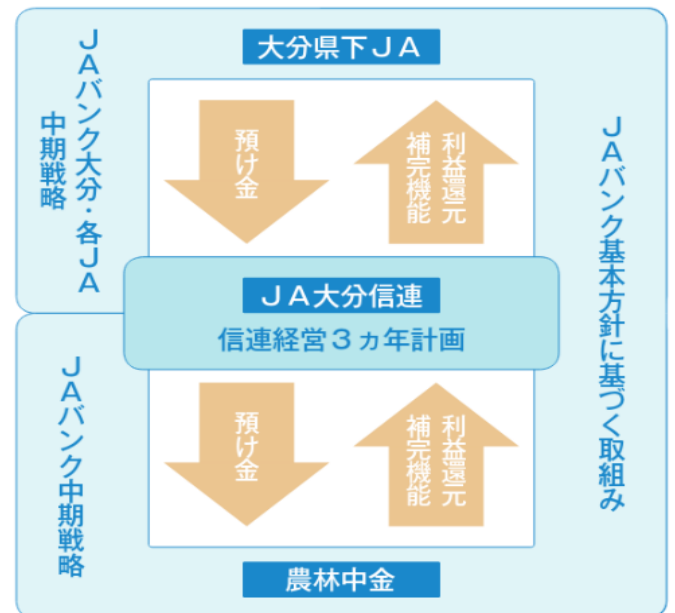 大分県下ＪＡ
ＪＡバンク大分・各ＪＡ
中期戦略
預け金
利益還元
補完機能
ＪＡバンク基本方針に基づく取組み
ＪＡ大分信連
信連経営３ヵ年計画
ＪＡバンク中期戦略
預け金
利益還元
補完機能
農林中金